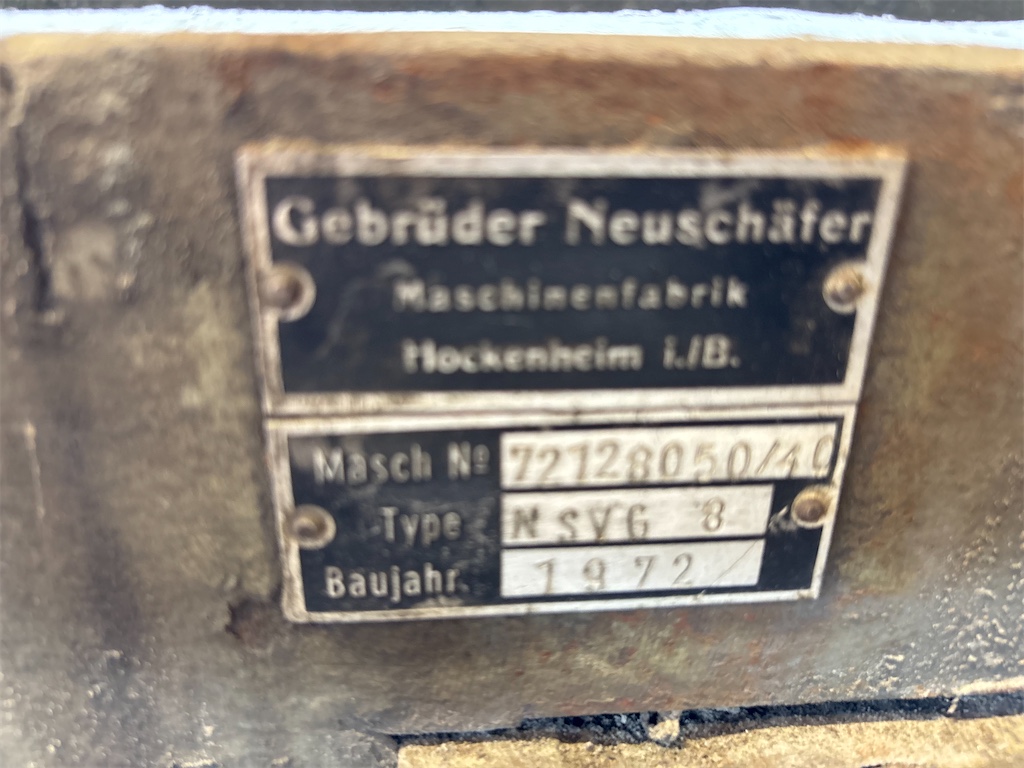 Gebrüder Neuschäfer
Maschinenfabrik
Hockenheim i./B.
Masch Nº 72128050/40
Type NSVG 8
Baujahr. 1972